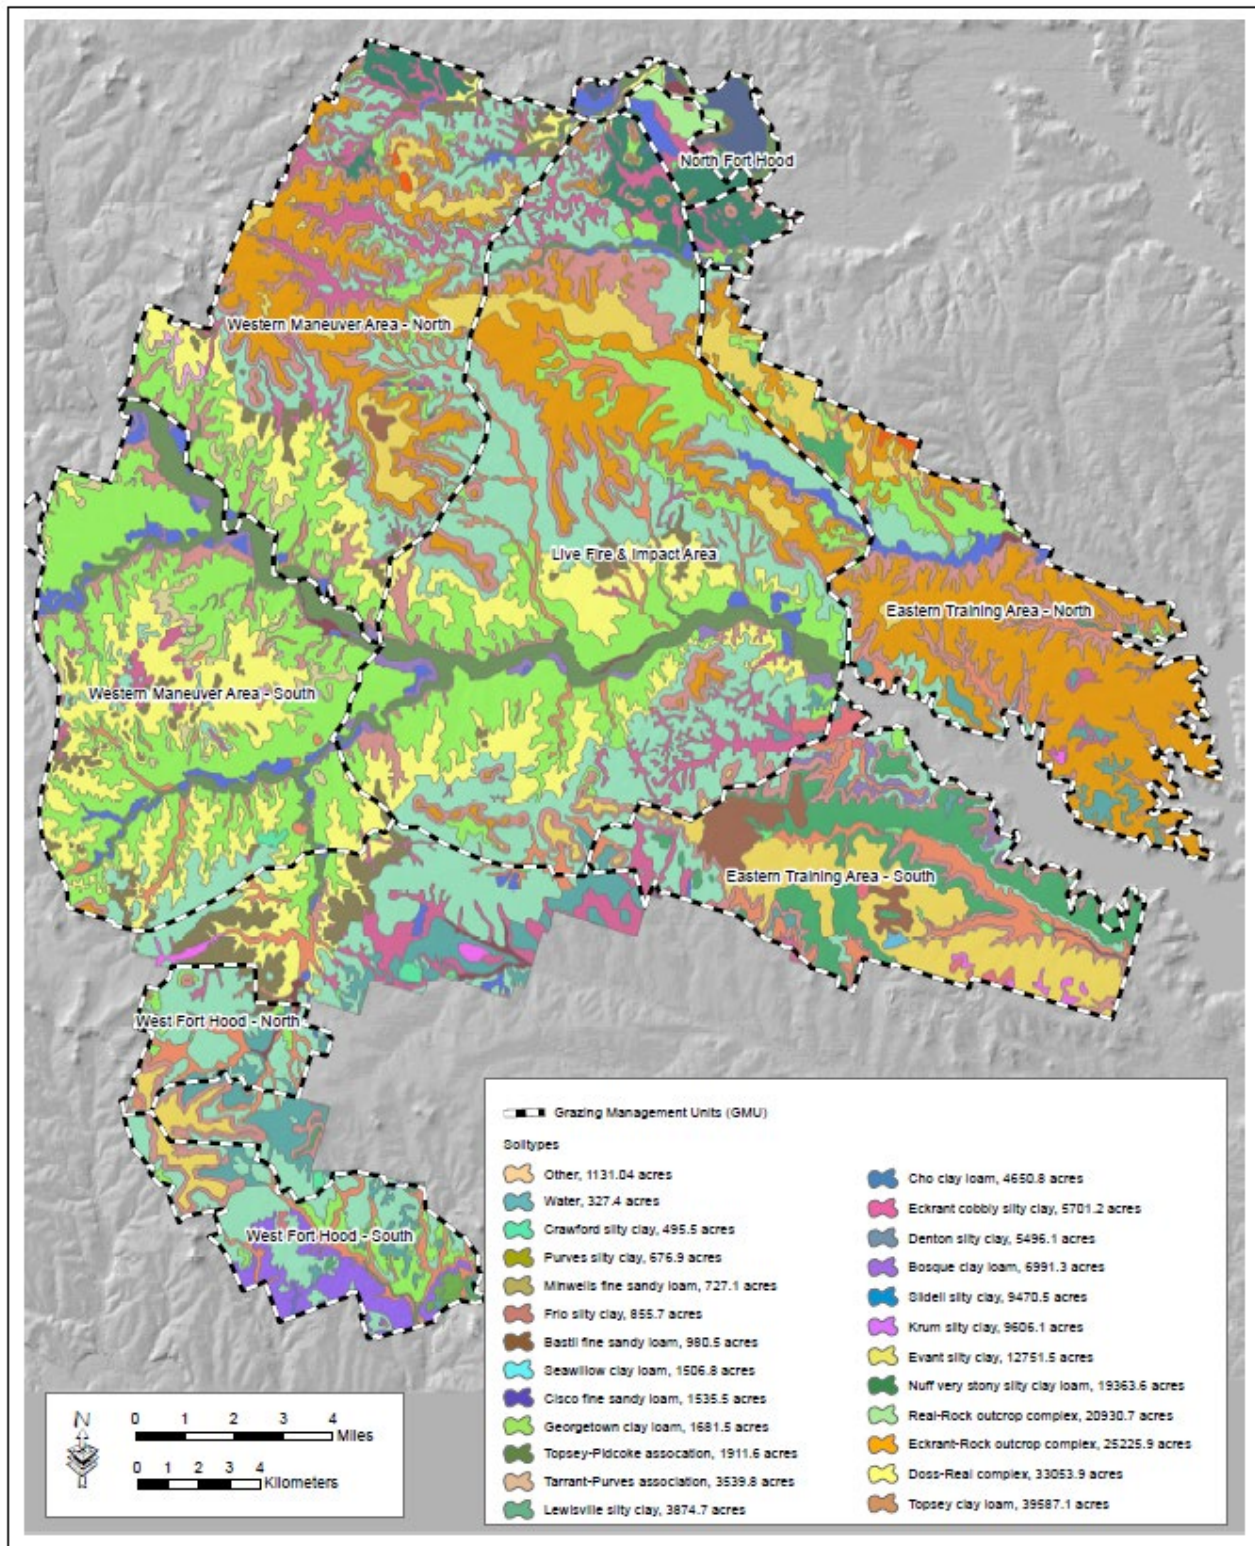 North Fort Hood
Western Maneuver Area - North
Live Fire & Impact Area
Eastern Training Area - North
Western Maneuver Area - South
Eastern Training Area - South
West Fort Hood - North
West Fort Hood - South
Grazing Management Units (GMU)
Soiltypes
Other, 1131.04 acres
Water, 327.4 acres
Crawford silty clay, 495.5 acres
Purves silty clay, 676.9 acres
Minwells fine sandy loam, 727.1 acres
Frio silty clay, 855.7 acres
Bastil fine sandy loam, 980.5 acres
Seawillow clay loam, 1506.8 acres
Cisco fine sandy loam, 1535.5 acres
Georgetown clay loam, 1681.5 acres
Topsey-Pidcoke assocation, 1911.6 acres
Tarrant-Purves association, 3539.8 acres
Lewisville silty clay, 3874.7 acres
Cho clay loam, 4650.8 acres
Eckrant cobbly silty clay, 5701.2 acres
Denton silty clay, 5496.1 acres
Bosque clay loam, 6991.3 acres
Slidell silty clay, 9470.5 acres
Krum silty clay, 9606.1 acres
Evant silty clay, 12751.5 acres
Nuff very stony silty clay loam, 19363.6 acres
Real-Rock outcrop complex, 20930.7 acres
Eckrant-Rock outcrop complex, 25225.9 acres
Doss-Real complex, 33053.9 acres
Topsey clay loam, 39587.1 acres
N
0 1 2 3 4
Miles
0 1 2 3 4
Kilometers